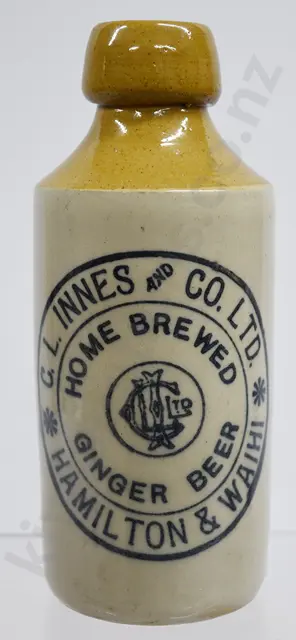 C. L. INNES AND CO. LTD.
HOME BREWED
LTD
GINGER BEER
HAMILTON & WAIHI